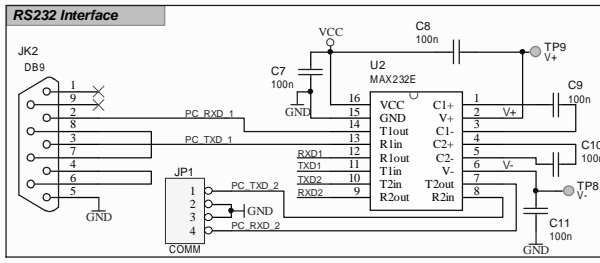 RS232 Interface
JK2
DB9
1
9
2
8
3
7
4
6
5
PC_RXD_1
PC_TXD_1
GND
JP1
1
2
3
4
COMM
PC_TXD_2
GND
PC_RXD_2
VCC
C7
100n
GND
C8
100n
TP9
V+
U2
MAX232E
16 VCC C1+ 1
15 GND V+ 2 V+
14 T1out C1- 3
13 R1in C2+ 4
RXD1 12 R1out C2- 5
TXD1 11 T1in V- 6 V-
TXD2 10 T2in T2out 7
RXD2 9 R2out R2in 8
C9
100n
C10
100n
TP8
V-
C11
100n
GND